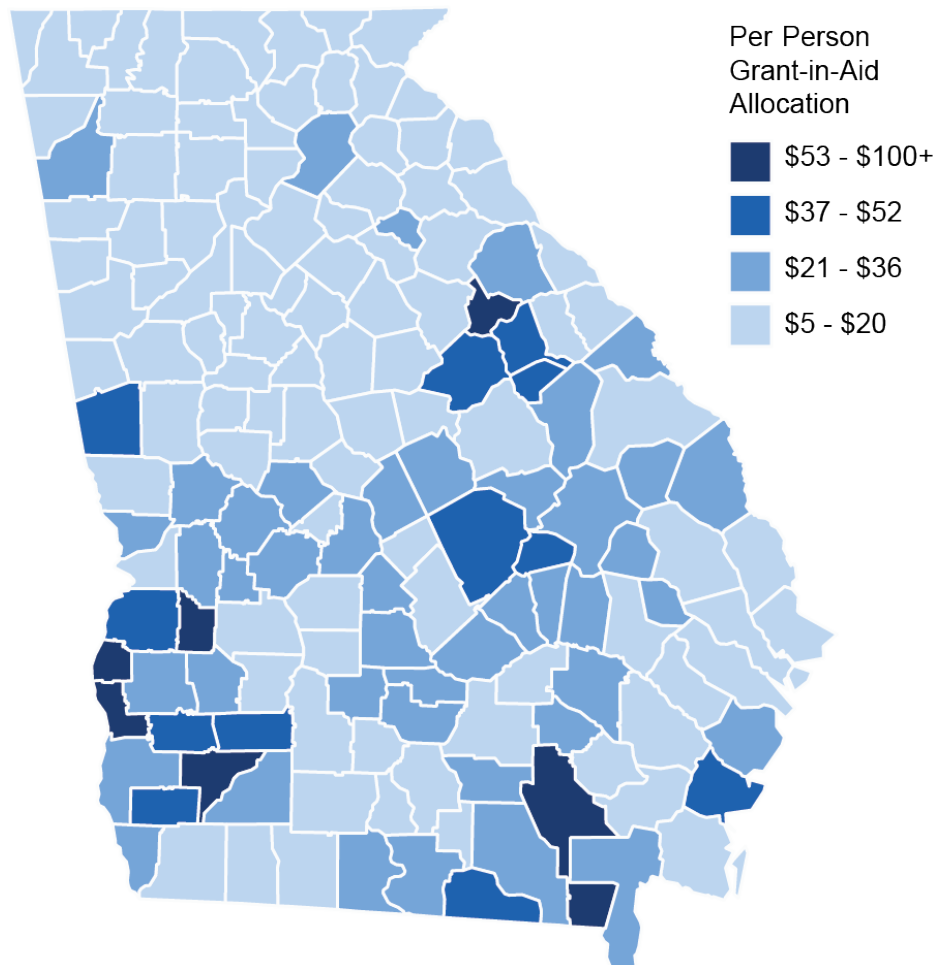 Per Person
Grant-in-Aid
Allocation
$53 - $100+
$37 - $52
$21 - $36
$5 - $20